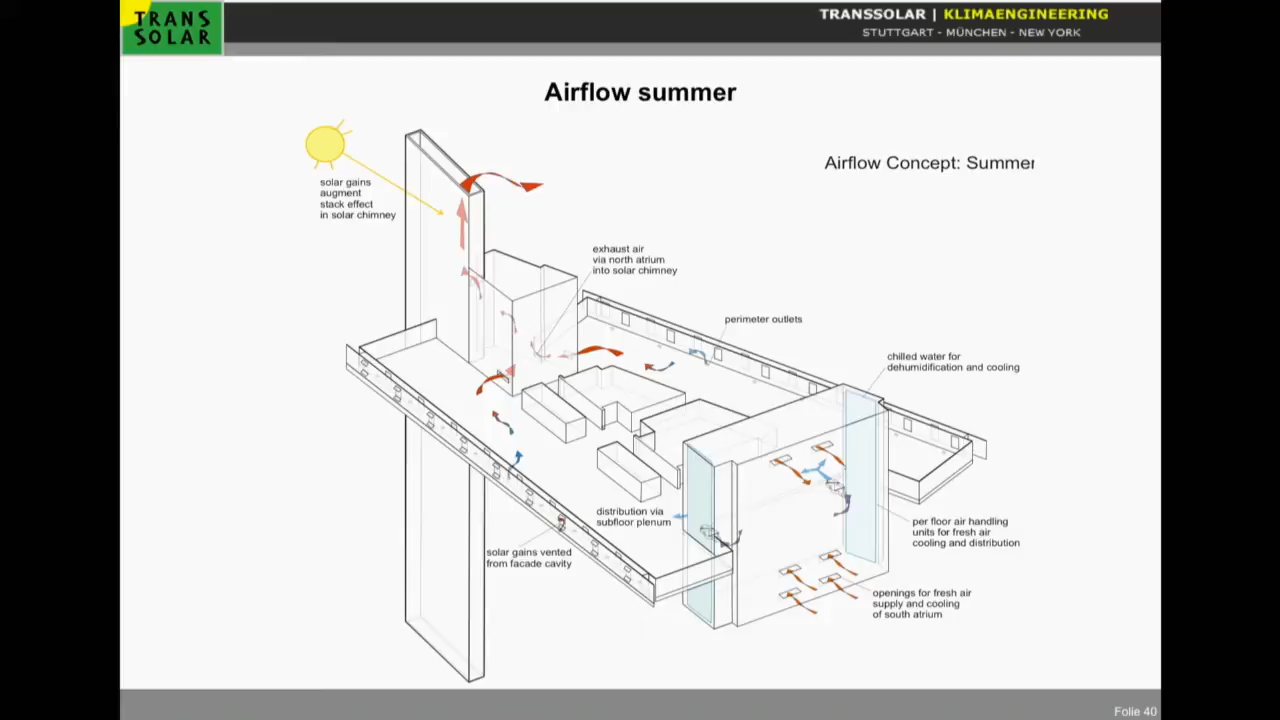 TRANS
SOLAR
TRANSSOLAR | KLIMAENGINEERING
STUTTGART - MÜNCHEN - NEW YORK
Airflow summer
Airflow Concept: Summer
solar gains
augment
stack effect
in solar chimney
exhaust air
via north atrium
into solar chimney
perimeter outlets
chilled water for
dehumidification and cooling
distribution via
subfloor plenum
solar gains vented
from facade cavity
per floor air handling
units for fresh air
cooling and distribution
openings for fresh air
supply and cooling
of south atrium
Folie 40